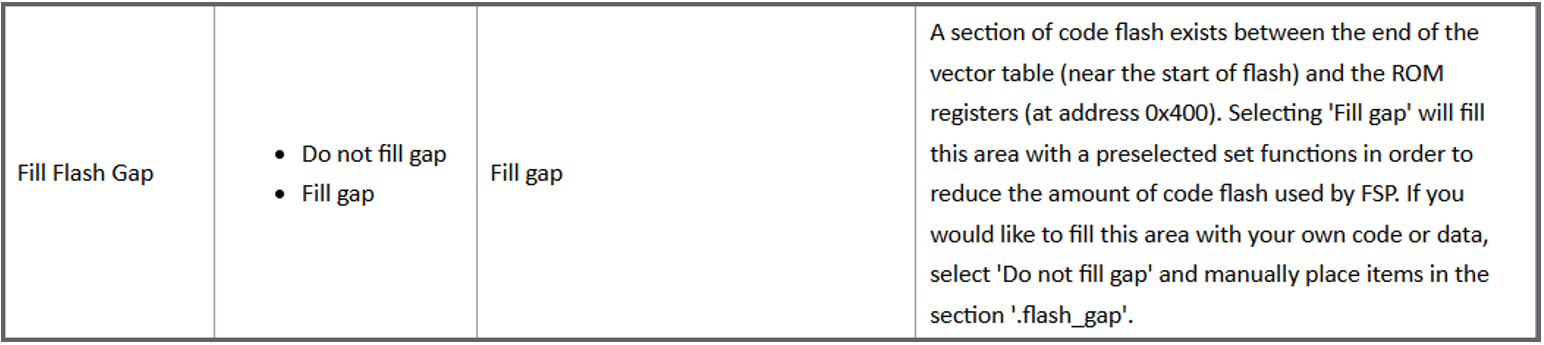 Fill Flash Gap
• Do not fill gap
• Fill gap
Fill gap
A section of code flash exists between the end of the
vector table (near the start of flash) and the ROM
registers (at address 0x400). Selecting 'Fill gap' will fill
this area with a preselected set functions in order to
reduce the amount of code flash used by FSP. If you
would like to fill this area with your own code or data,
select 'Do not fill gap' and manually place items in the
section '.flash_gap'.